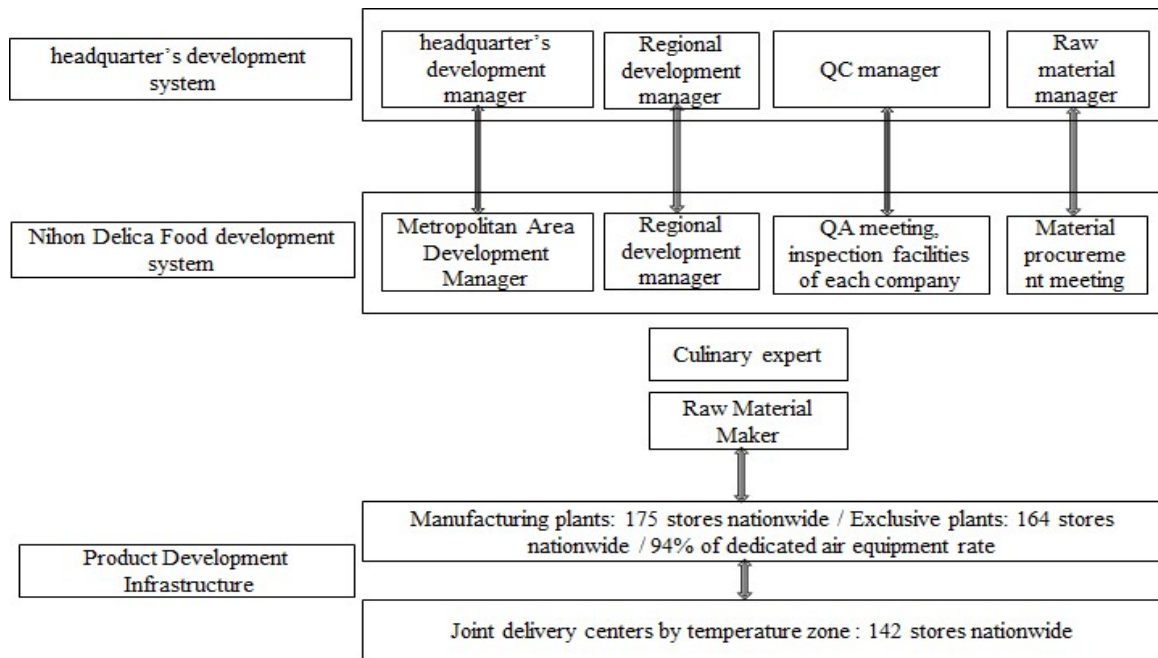 headquarter's development
system
headquarter's
development
manager
Regional
development
manager
QC manager
Raw
material
manager
Nihon Delica Food development
system
Metropolitan Area
Development
Manager
Regional
development
manager
QA meeting,
inspection facilities
of each company
Material
procureme
nt meeting
Culinary expert
Raw Material
Maker
Product Development
Infrastructure
Manufacturing plants: 175 stores nationwide / Exclusive plants: 164 stores
nationwide / 94% of dedicated air equipment rate
Joint delivery centers by temperature zone : 142 stores nationwide